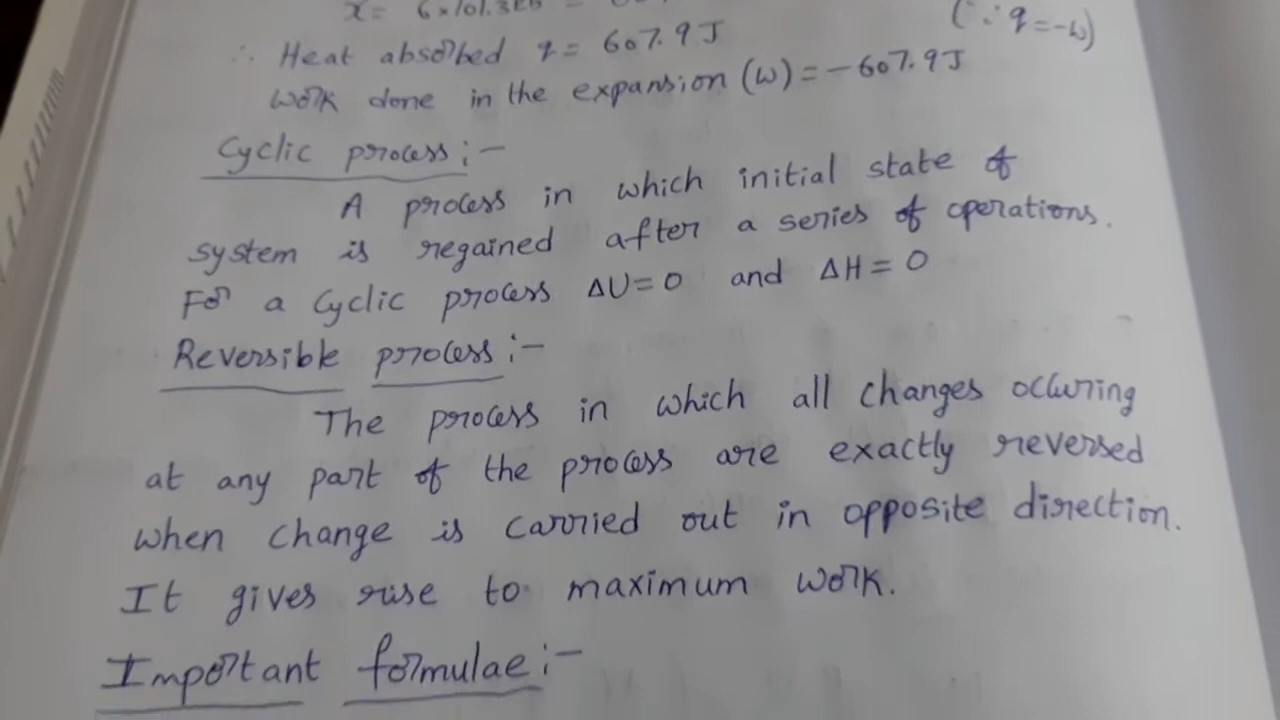 x = 6×101.325 =
(∵ q = -w)
∴ Heat absorbed q = 607.9 J
work done in the expansion (w) = -607.9 J
Cyclic process :-
A process in which initial state of
system is regained after a series of operations.
For a cyclic process ΔU = 0 and ΔH = 0
Reversible process :-
The process in which all changes occuring
at any part of the process are exactly reversed
when change is carried out in opposite direction.
It gives rise to maximum work.
Important formulae :-